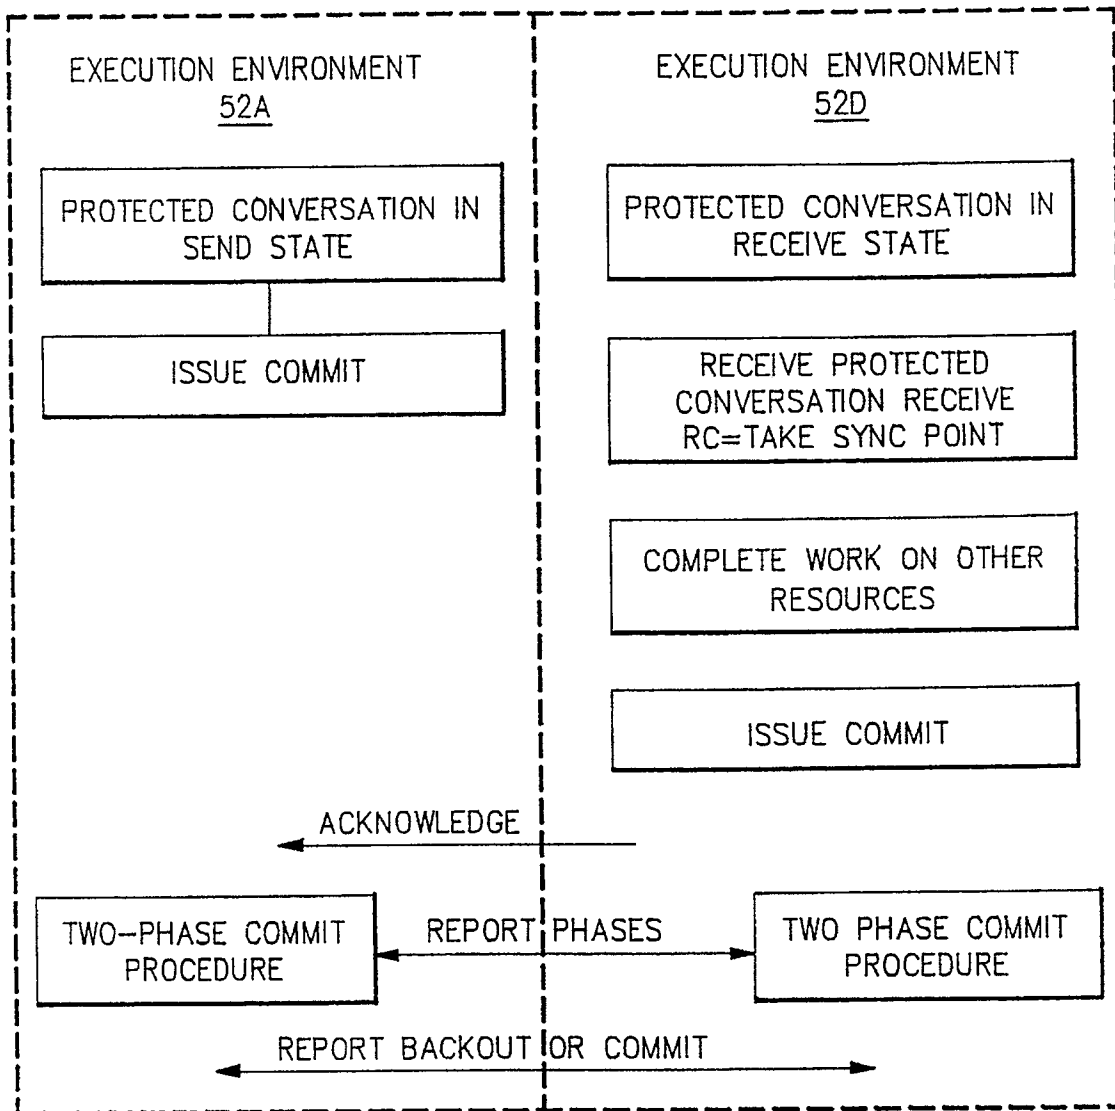 EXECUTION ENVIRONMENT
52A
PROTECTED CONVERSATION IN
SEND STATE
ISSUE COMMIT
EXECUTION ENVIRONMENT
52D
PROTECTED CONVERSATION IN
RECEIVE STATE
RECEIVE PROTECTED
CONVERSATION RECEIVE
RC=TAKE SYNC POINT
COMPLETE WORK ON OTHER
RESOURCES
ISSUE COMMIT
ACKNOWLEDGE
TWO-PHASE COMMIT
PROCEDURE
REPORT PHASES
TWO PHASE COMMIT
PROCEDURE
REPORT BACKOUT OR COMMIT